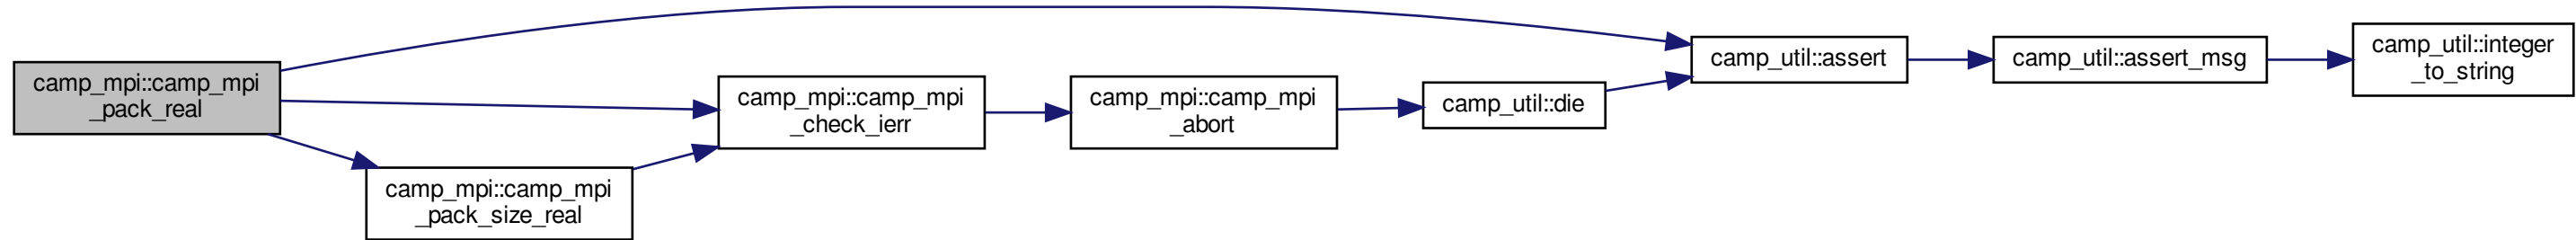 camp_mpi::camp_mpi
_pack_real
camp_mpi::camp_mpi
_pack_size_real
camp_mpi::camp_mpi
_check_ierr
camp_mpi::camp_mpi
_abort
camp_util::die
camp_util::assert
camp_util::assert_msg
camp_util::integer
_to_string